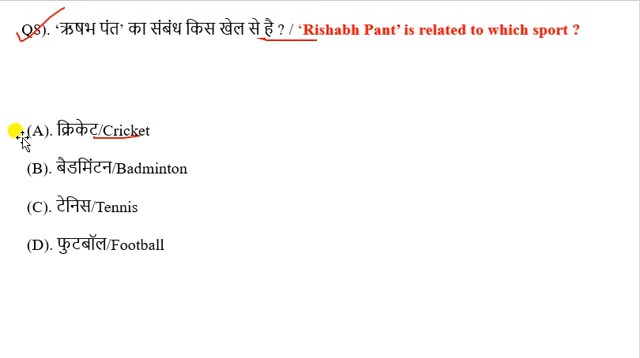 Q8). ‘ऋषभ पंत’ का संबंध किस खेल से है ? / ‘Rishabh Pant’ is related to which sport ?
(A). क्रिकेट/Cricket
(B). बैडमिंटन/Badminton
(C). टेनिस/Tennis
(D). फुटबॉल/Football